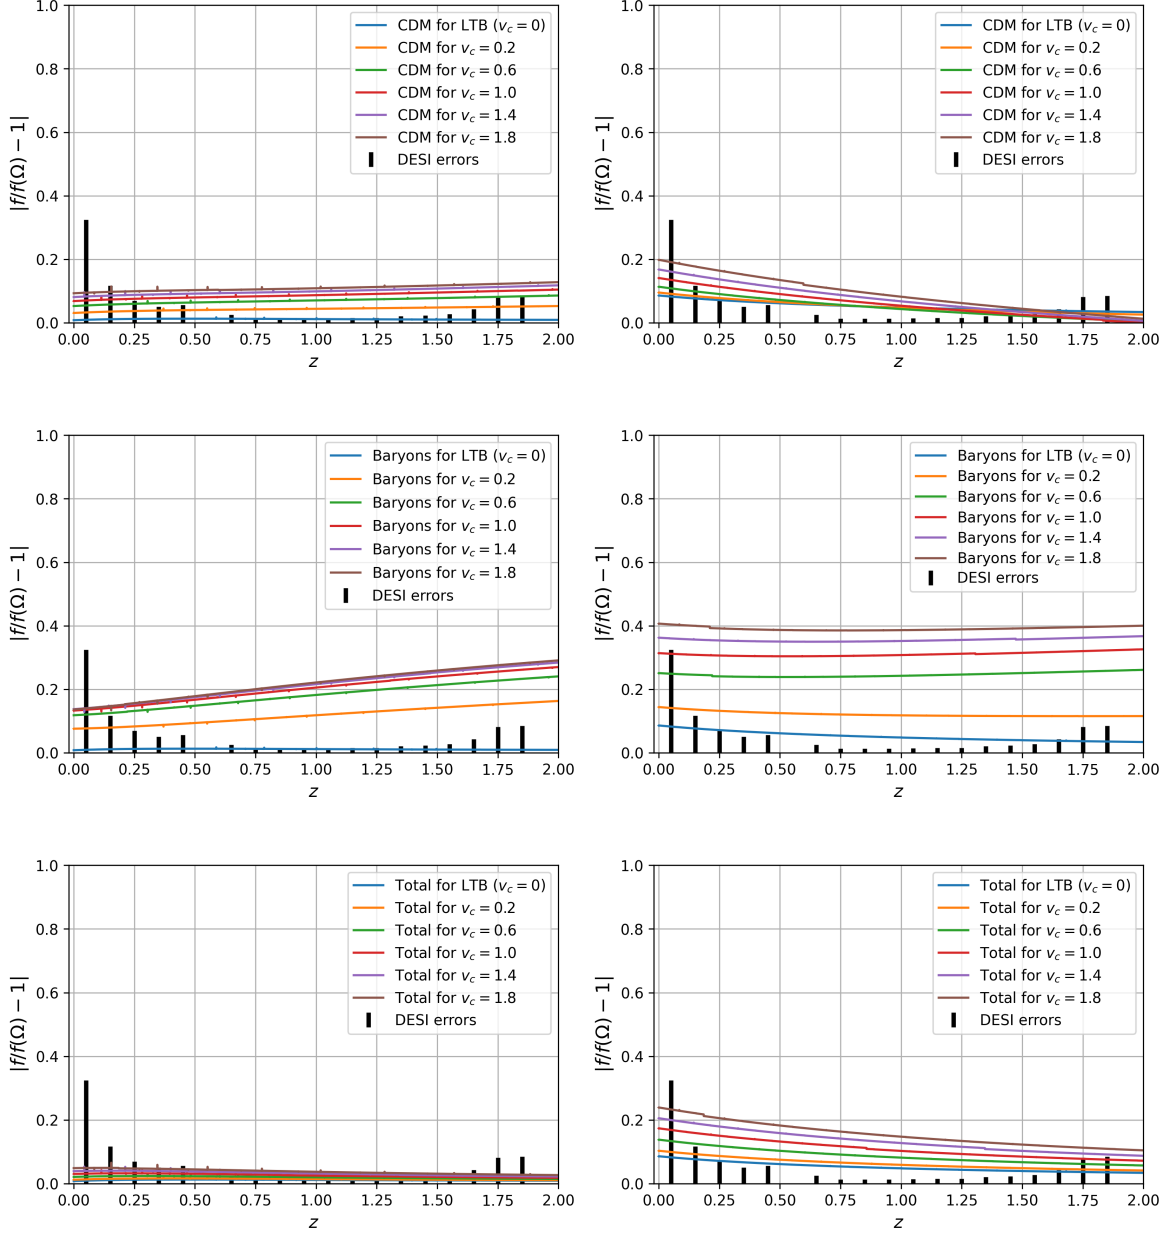 1.0
0.8
0.6
0.4
0.2
0.0
|f/f(Ω) − 1|
CDM for LTB (v_c = 0)
CDM for v_c = 0.2
CDM for v_c = 0.6
CDM for v_c = 1.0
CDM for v_c = 1.4
CDM for v_c = 1.8
DESI errors
0.00 0.25 0.50 0.75 1.00 1.25 1.50 1.75 2.00
z
1.0
0.8
0.6
0.4
0.2
0.0
|f/f(Ω) − 1|
CDM for LTB (v_c = 0)
CDM for v_c = 0.2
CDM for v_c = 0.6
CDM for v_c = 1.0
CDM for v_c = 1.4
CDM for v_c = 1.8
DESI errors
0.00 0.25 0.50 0.75 1.00 1.25 1.50 1.75 2.00
z
1.0
0.8
0.6
0.4
0.2
0.0
|f/f(Ω) − 1|
Baryons for LTB (v_c = 0)
Baryons for v_c = 0.2
Baryons for v_c = 0.6
Baryons for v_c = 1.0
Baryons for v_c = 1.4
Baryons for v_c = 1.8
DESI errors
0.00 0.25 0.50 0.75 1.00 1.25 1.50 1.75 2.00
z
1.0
0.8
0.6
0.4
0.2
0.0
|f/f(Ω) − 1|
Baryons for LTB (v_c = 0)
Baryons for v_c = 0.2
Baryons for v_c = 0.6
Baryons for v_c = 1.0
Baryons for v_c = 1.4
Baryons for v_c = 1.8
DESI errors
0.00 0.25 0.50 0.75 1.00 1.25 1.50 1.75 2.00
z
1.0
0.8
0.6
0.4
0.2
0.0
|f/f(Ω) − 1|
Total for LTB (v_c = 0)
Total for v_c = 0.2
Total for v_c = 0.6
Total for v_c = 1.0
Total for v_c = 1.4
Total for v_c = 1.8
DESI errors
0.00 0.25 0.50 0.75 1.00 1.25 1.50 1.75 2.00
z
1.0
0.8
0.6
0.4
0.2
0.0
|f/f(Ω) − 1|
Total for LTB (v_c = 0)
Total for v_c = 0.2
Total for v_c = 0.6
Total for v_c = 1.0
Total for v_c = 1.4
Total for v_c = 1.8
DESI errors
0.00 0.25 0.50 0.75 1.00 1.25 1.50 1.75 2.00
z